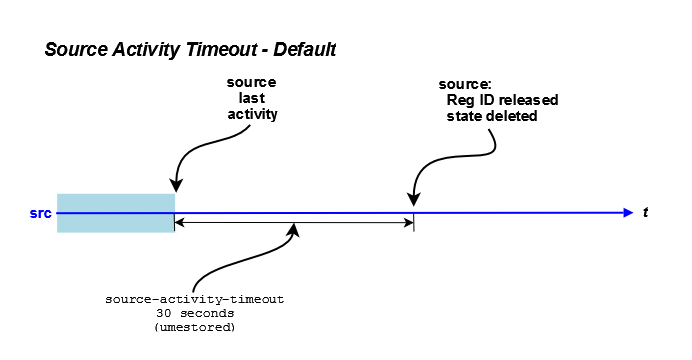 Source Activity Timeout - Default
source
last
activity
source:
Reg ID released
state deleted
src
t
source-activity-timeout
30 seconds
(umestored)